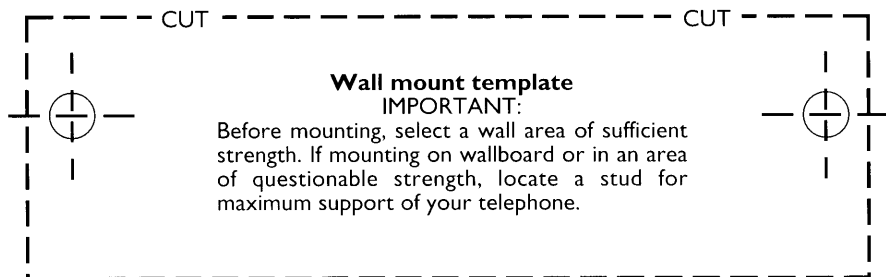 CUT CUT
Wall mount template
IMPORTANT:
Before mounting, select a wall area of sufficient
strength. If mounting on wallboard or in an area
of questionable strength, locate a stud for
maximum support of your telephone.